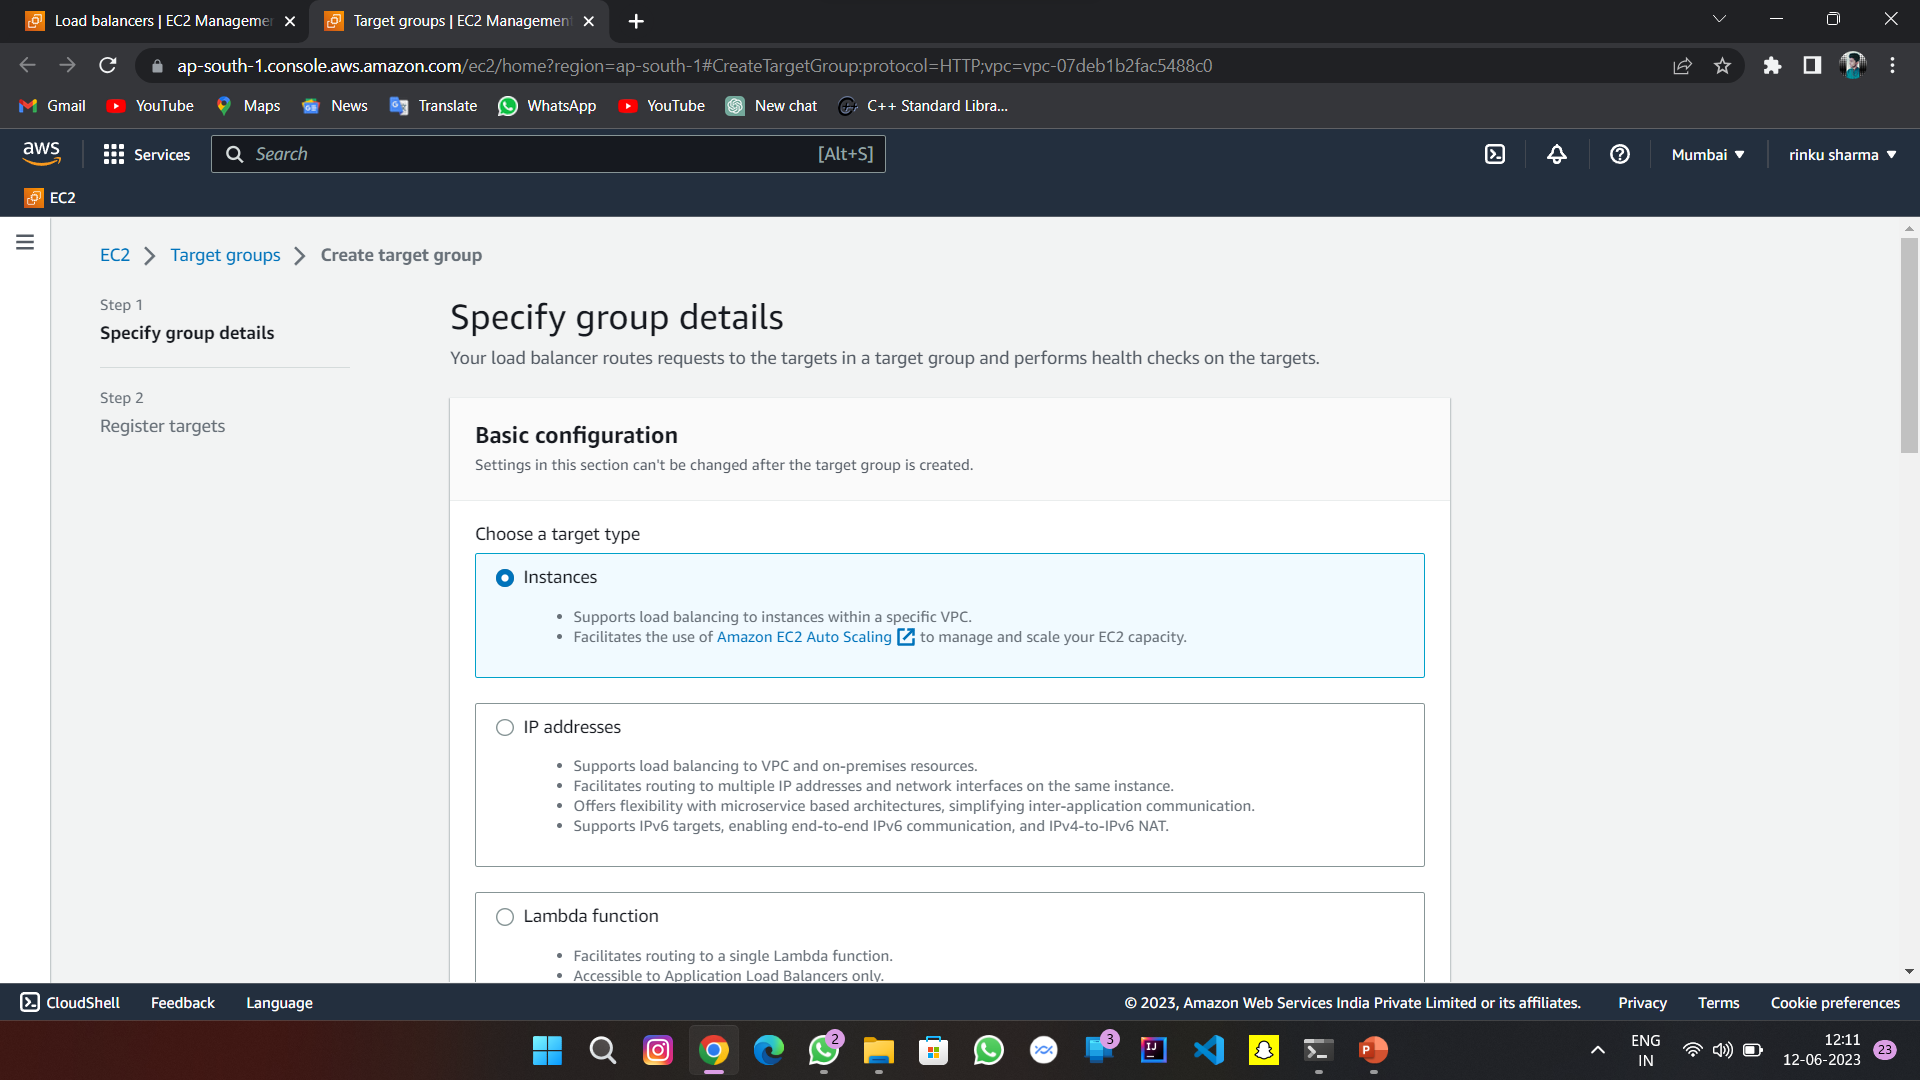 Load balancers | EC2 Managemen
Target groups | EC2 Management
ap-south-1.console.aws.amazon.com/ec2/home?region=ap-south-1#CreateTargetGroup:protocol=HTTP;vpc=vpc-07deb1b2fac5488c0
Gmail YouTube Maps News Translate WhatsApp YouTube New chat C++ Standard Libra...
aws Services Search [Alt+S] Mumbai rinku sharma
EC2
EC2 Target groups Create target group
Step 1
Specify group details
Step 2
Register targets
Specify group details
Your load balancer routes requests to the targets in a target group and performs health checks on the targets.
Basic configuration
Settings in this section can't be changed after the target group is created.
Choose a target type
Instances
• Supports load balancing to instances within a specific VPC.
• Facilitates the use of Amazon EC2 Auto Scaling to manage and scale your EC2 capacity.
IP addresses
• Supports load balancing to VPC and on-premises resources.
• Facilitates routing to multiple IP addresses and network interfaces on the same instance.
• Offers flexibility with microservice based architectures, simplifying inter-application communication.
• Supports IPv6 targets, enabling end-to-end IPv6 communication, and IPv4-to-IPv6 NAT.
Lambda function
• Facilitates routing to a single Lambda function.
• Accessible to Application Load Balancers only.
CloudShell Feedback Language © 2023, Amazon Web Services India Private Limited or its affiliates. Privacy Terms Cookie preferences
2 3 IJ P
ENG
IN
12:11
12-06-2023
23